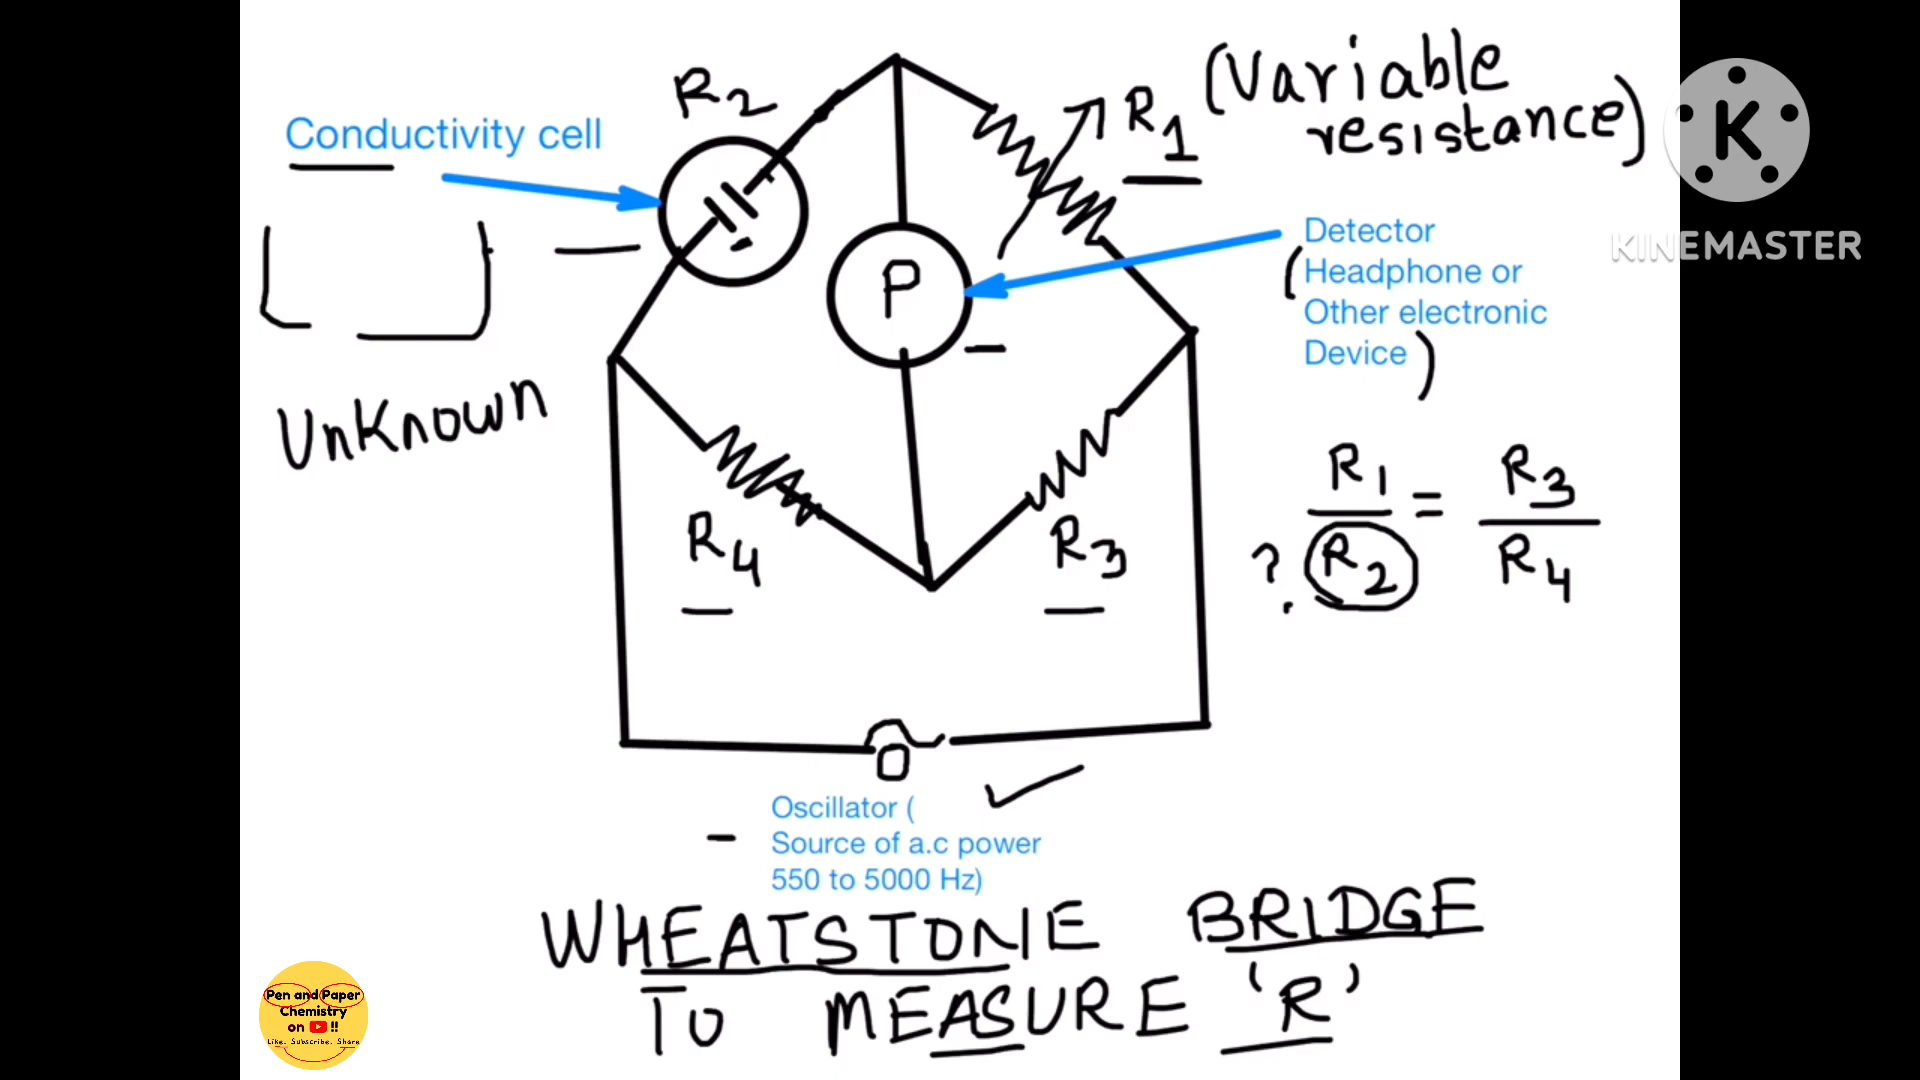 R2
(Variable
resistance)
R1
Conductivity cell
K
KINEMASTER
Detector
(Headphone or
Other electronic
Device)
P
Unknown
R4
R3
R1 = R3
? R2 R4
O
Oscillator (
Source of a.c power
550 to 5000 Hz)
WHEATSTONE BRIDGE
TO MEASURE 'R'
Pen and Paper
Chemistry
on !!
Like. Subscribe. Share